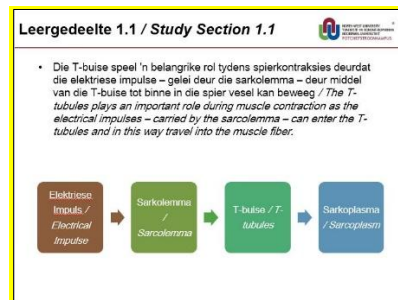 Leergedeelte 1.1 / Study Section 1.1
• Die T-buise speel 'n belangrike rol tydens spierkontraksies deurdat
die elektriese impulse – gelei deur die sarkolemma – deur middel
van die T-buise tot binne in die spier vesel kan beweeg / The T-
tubules plays an important role during muscle contraction as the
electrical impulses – carried by the sarcolemma – can enter the T-
tubules and in this way travel into the muscle fiber.
Elektriese
Impuls /
Electrical
Impulse
Sarkolemma
/
Sarcolemma
T-buise / T-
tubules
Sarkoplasma
/ Sarcoplasm